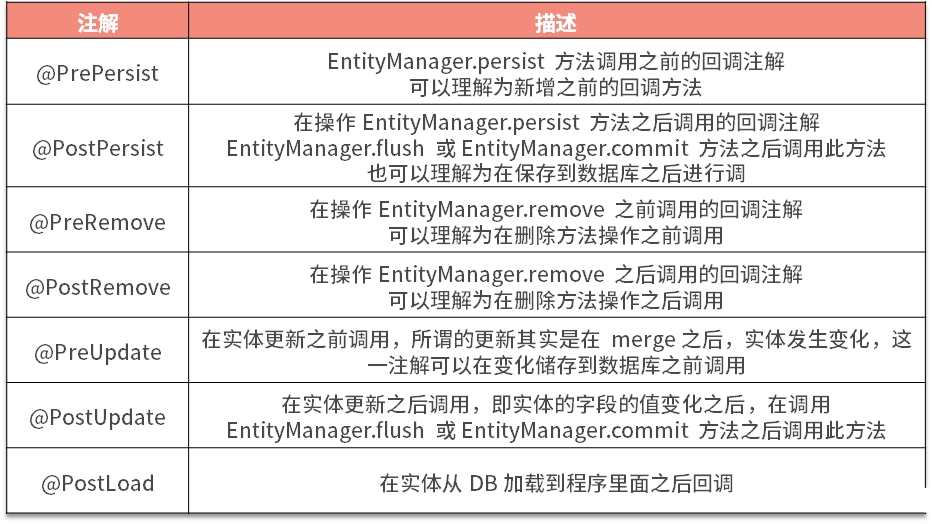 注解 描述
@PrePersist
EntityManager.persist 方法调用之前的回调注解
可以理解为新增之前的回调方法
@PostPersist
在操作 EntityManager.persist 方法之后调用的回调注解
EntityManager.flush 或 EntityManager.commit 方法之后调用此方法
也可以理解为在保存到数据库之后进行调
@PreRemove
在操作 EntityManager.remove 之前调用的回调注解
可以理解为在删除方法操作之前调用
@PostRemove
在操作 EntityManager.remove 之后调用的回调注解
可以理解为在删除方法操作之后调用
@PreUpdate
在实体更新之前调用，所谓的更新其实是在 merge 之后，实体发生变化，这
一注解可以在变化储存到数据库之前调用
@PostUpdate
在实体更新之后调用，即实体的字段的值变化之后，在调用
EntityManager.flush 或 EntityManager.commit 方法之后调用此方法
@PostLoad
在实体从 DB 加载到程序里面之后回调